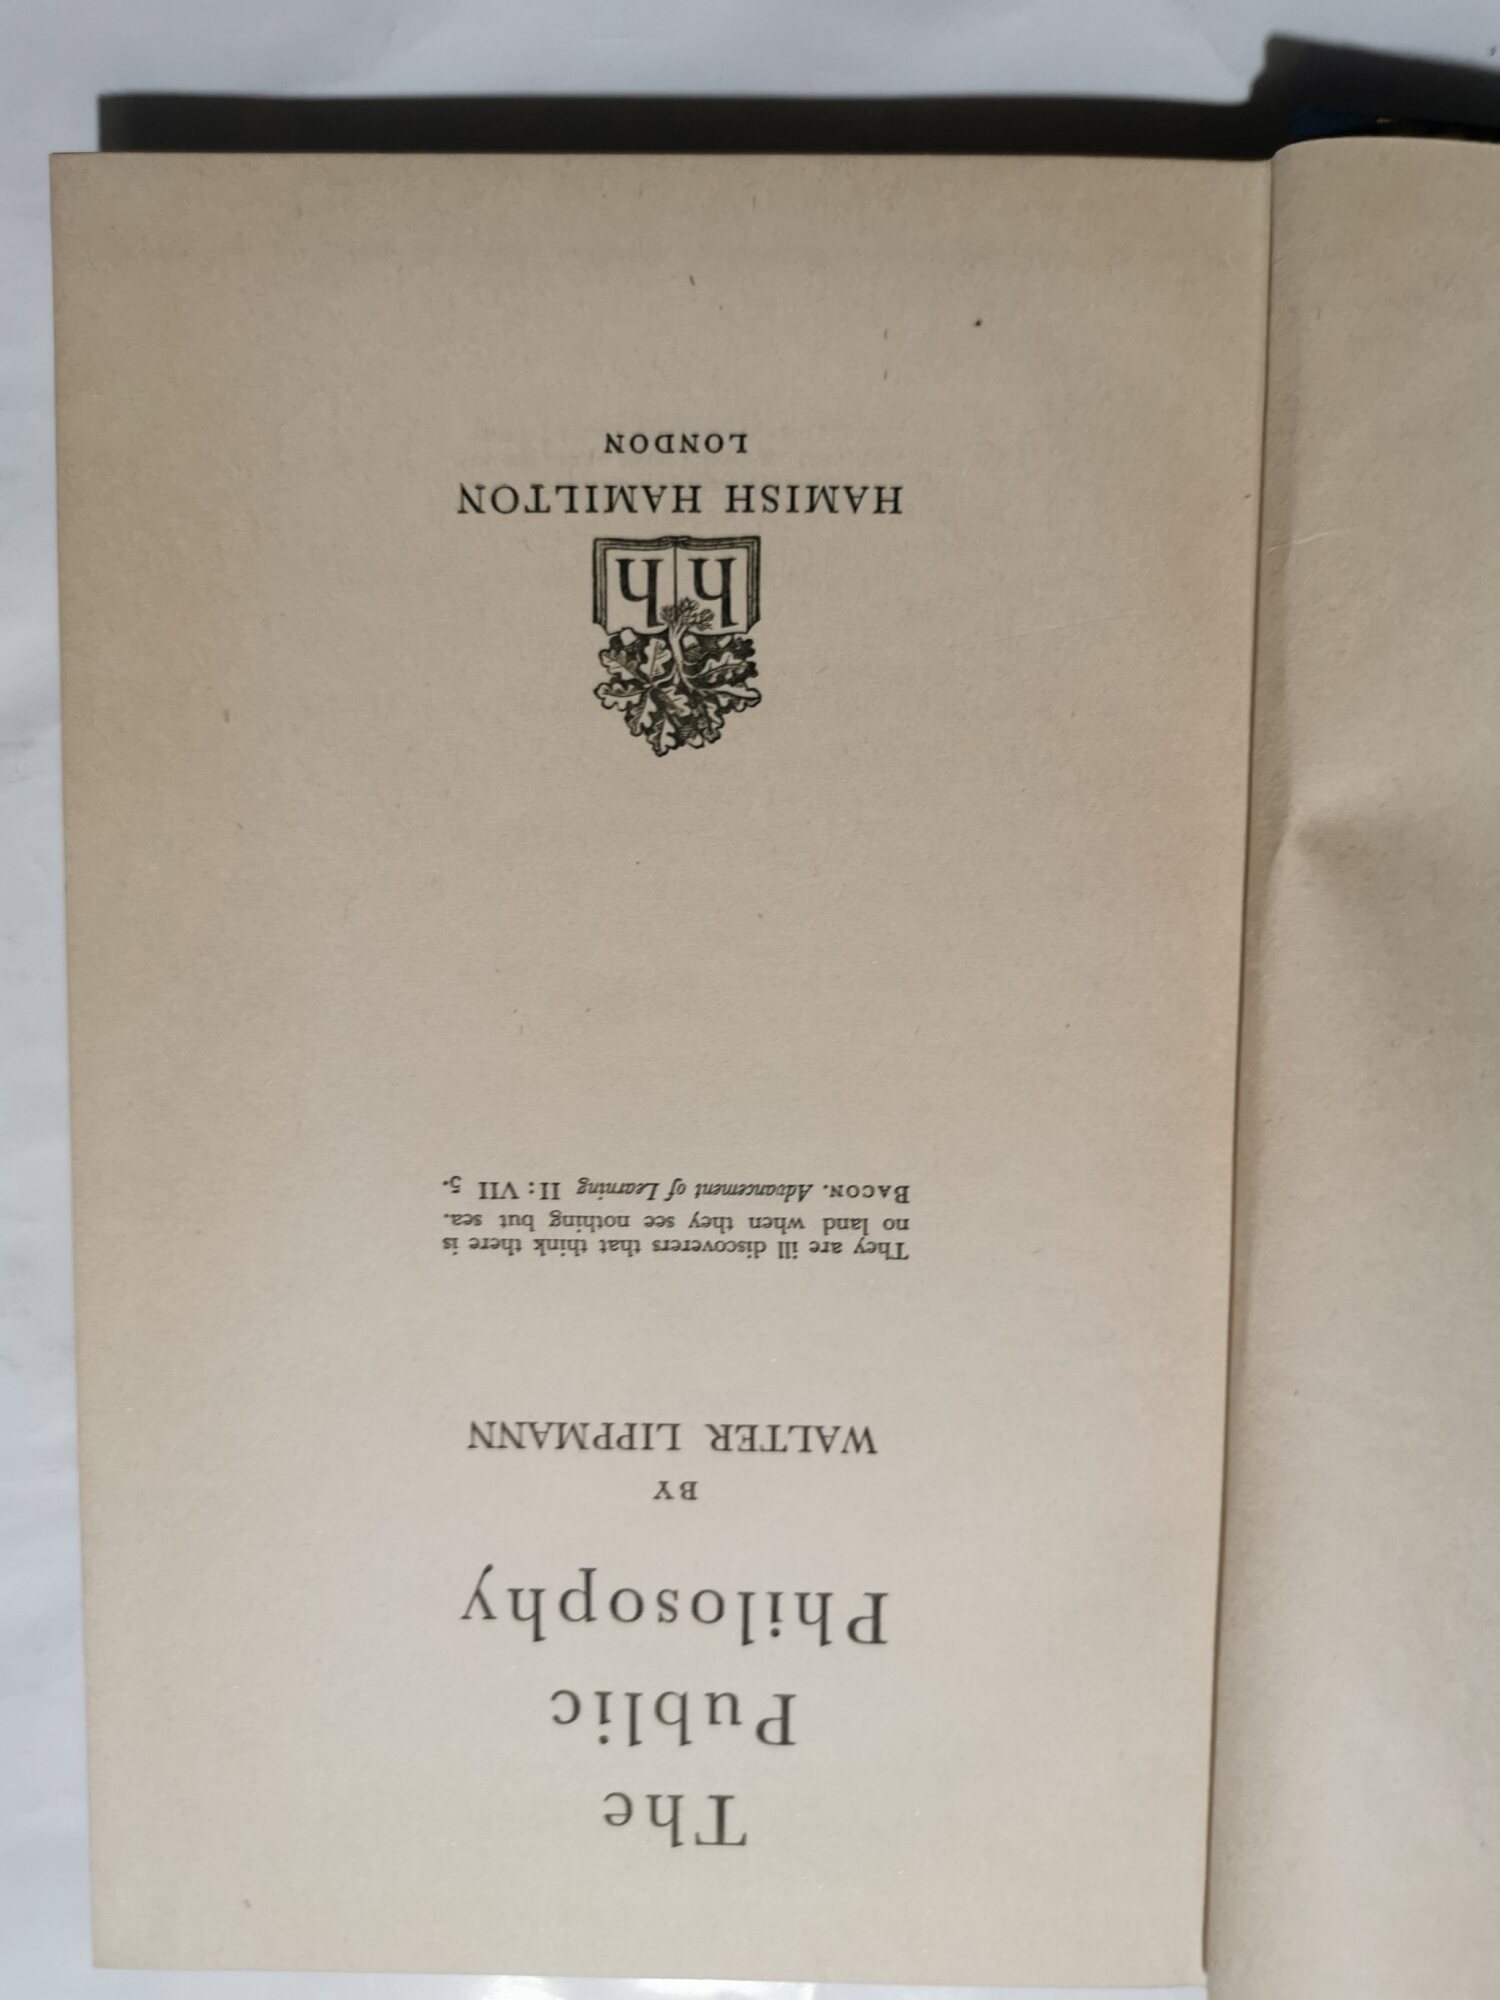 The
Public
Philosophy
BY
WALTER LIPPMANN
They are ill discoverers that think there is
no land when they see nothing but sea.
BACON. Advancement of Learning II: VII 5.
h h
HAMISH HAMILTON
LONDON